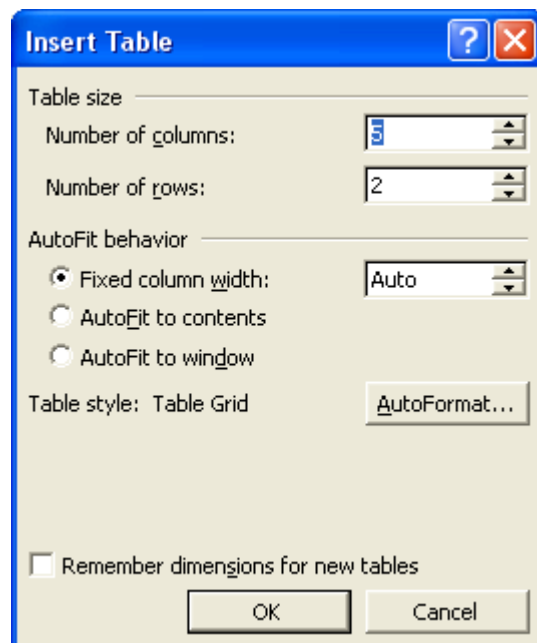 Insert Table
?
Table size
Number of columns: 5
Number of rows: 2
AutoFit behavior
Fixed column width: Auto
AutoFit to contents
AutoFit to window
Table style: Table Grid AutoFormat...
Remember dimensions for new tables
OK Cancel